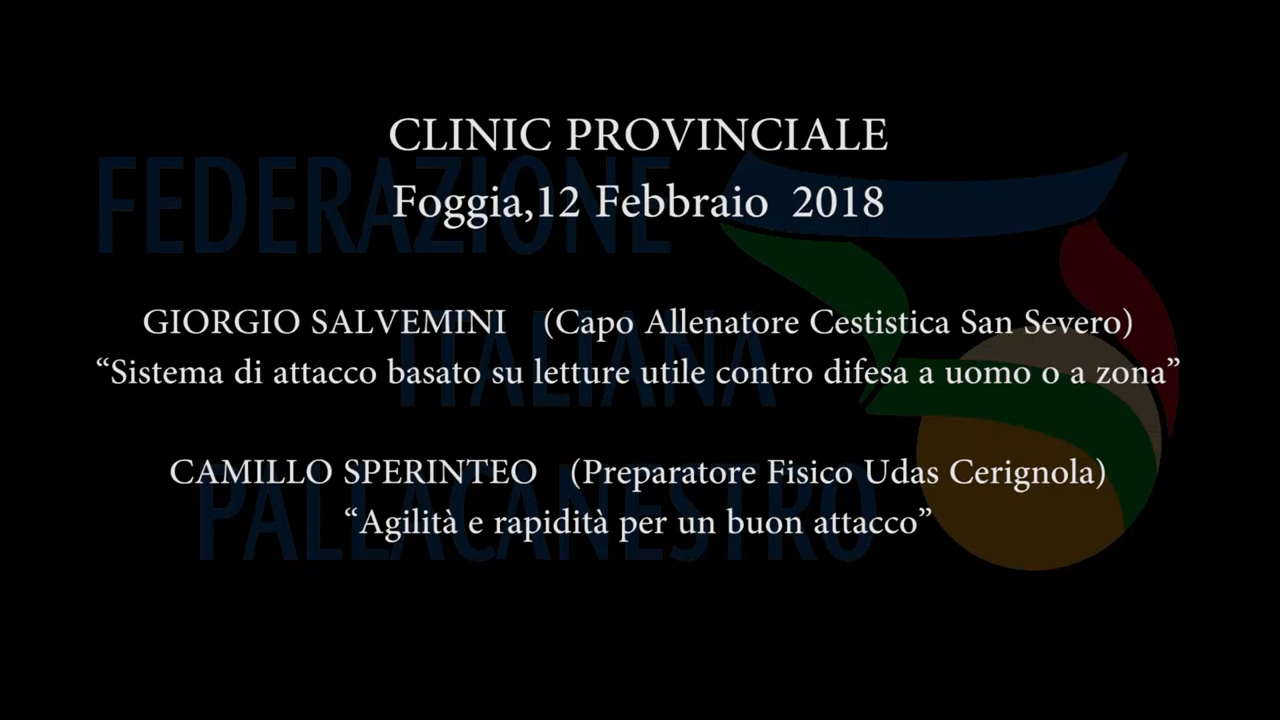 CLINIC PROVINCIALE
Foggia,12 Febbraio 2018
GIORGIO SALVEMINI (Capo Allenatore Cestistica San Severo)
“Sistema di attacco basato su letture utile contro difesa a uomo o a zona”
CAMILLO SPERINTEO (Preparatore Fisico Udas Cerignola)
“Agilità e rapidità per un buon attacco”
FEDERAZIONE
ITALIANA
PALLACANESTRO